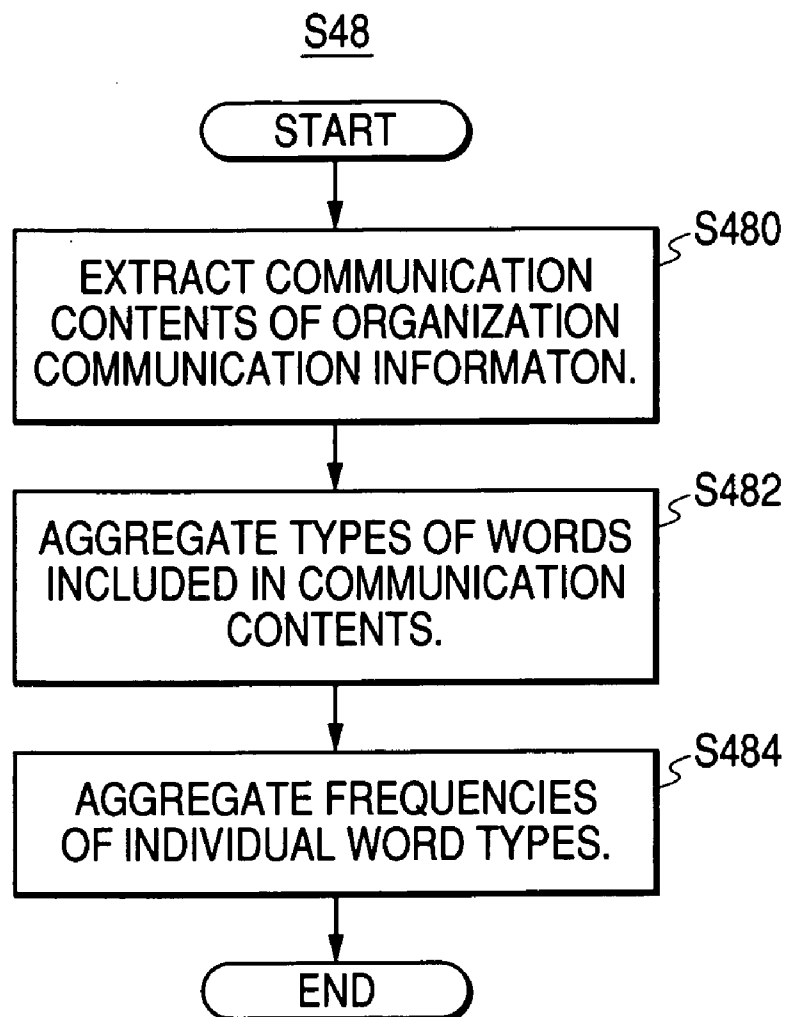 S48
START
S480
EXTRACT COMMUNICATION
CONTENTS OF ORGANIZATION
COMMUNICATION INFORMATON.
S482
AGGREGATE TYPES OF WORDS
INCLUDED IN COMMUNICATION
CONTENTS.
S484
AGGREGATE FREQUENCIES
OF INDIVIDUAL WORD TYPES.
END